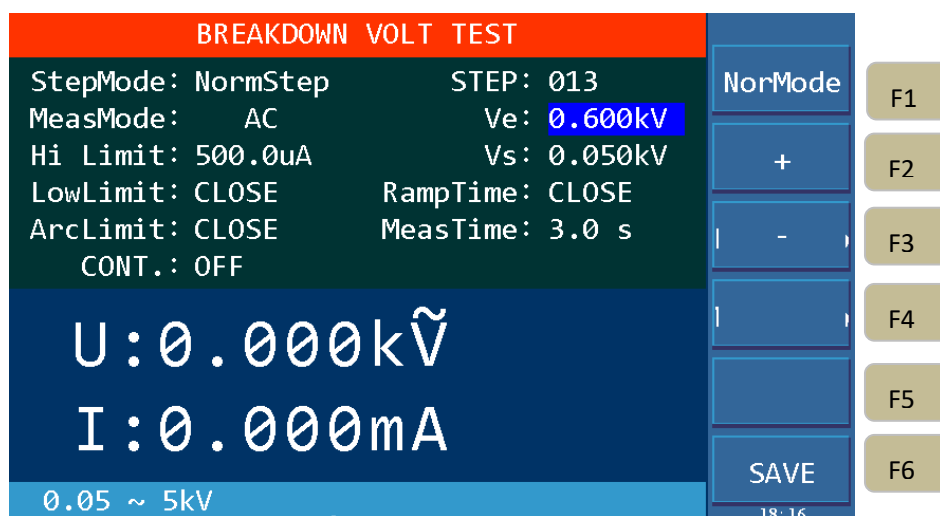 BREAKDOWN VOLT TEST
StepMode: NormStep STEP: 013
MeasMode: AC Ve: 0.600kV
Hi Limit: 500.0uA Vs: 0.050kV
LowLimit: CLOSE RampTime: CLOSE
ArcLimit: CLOSE MeasTime: 3.0 s
CONT.: OFF
U:0.000kṼ
I:0.000mA
0.05 ~ 5kV
NorMode
+
-
SAVE
18:16
F1
F2
F3
F4
F5
F6